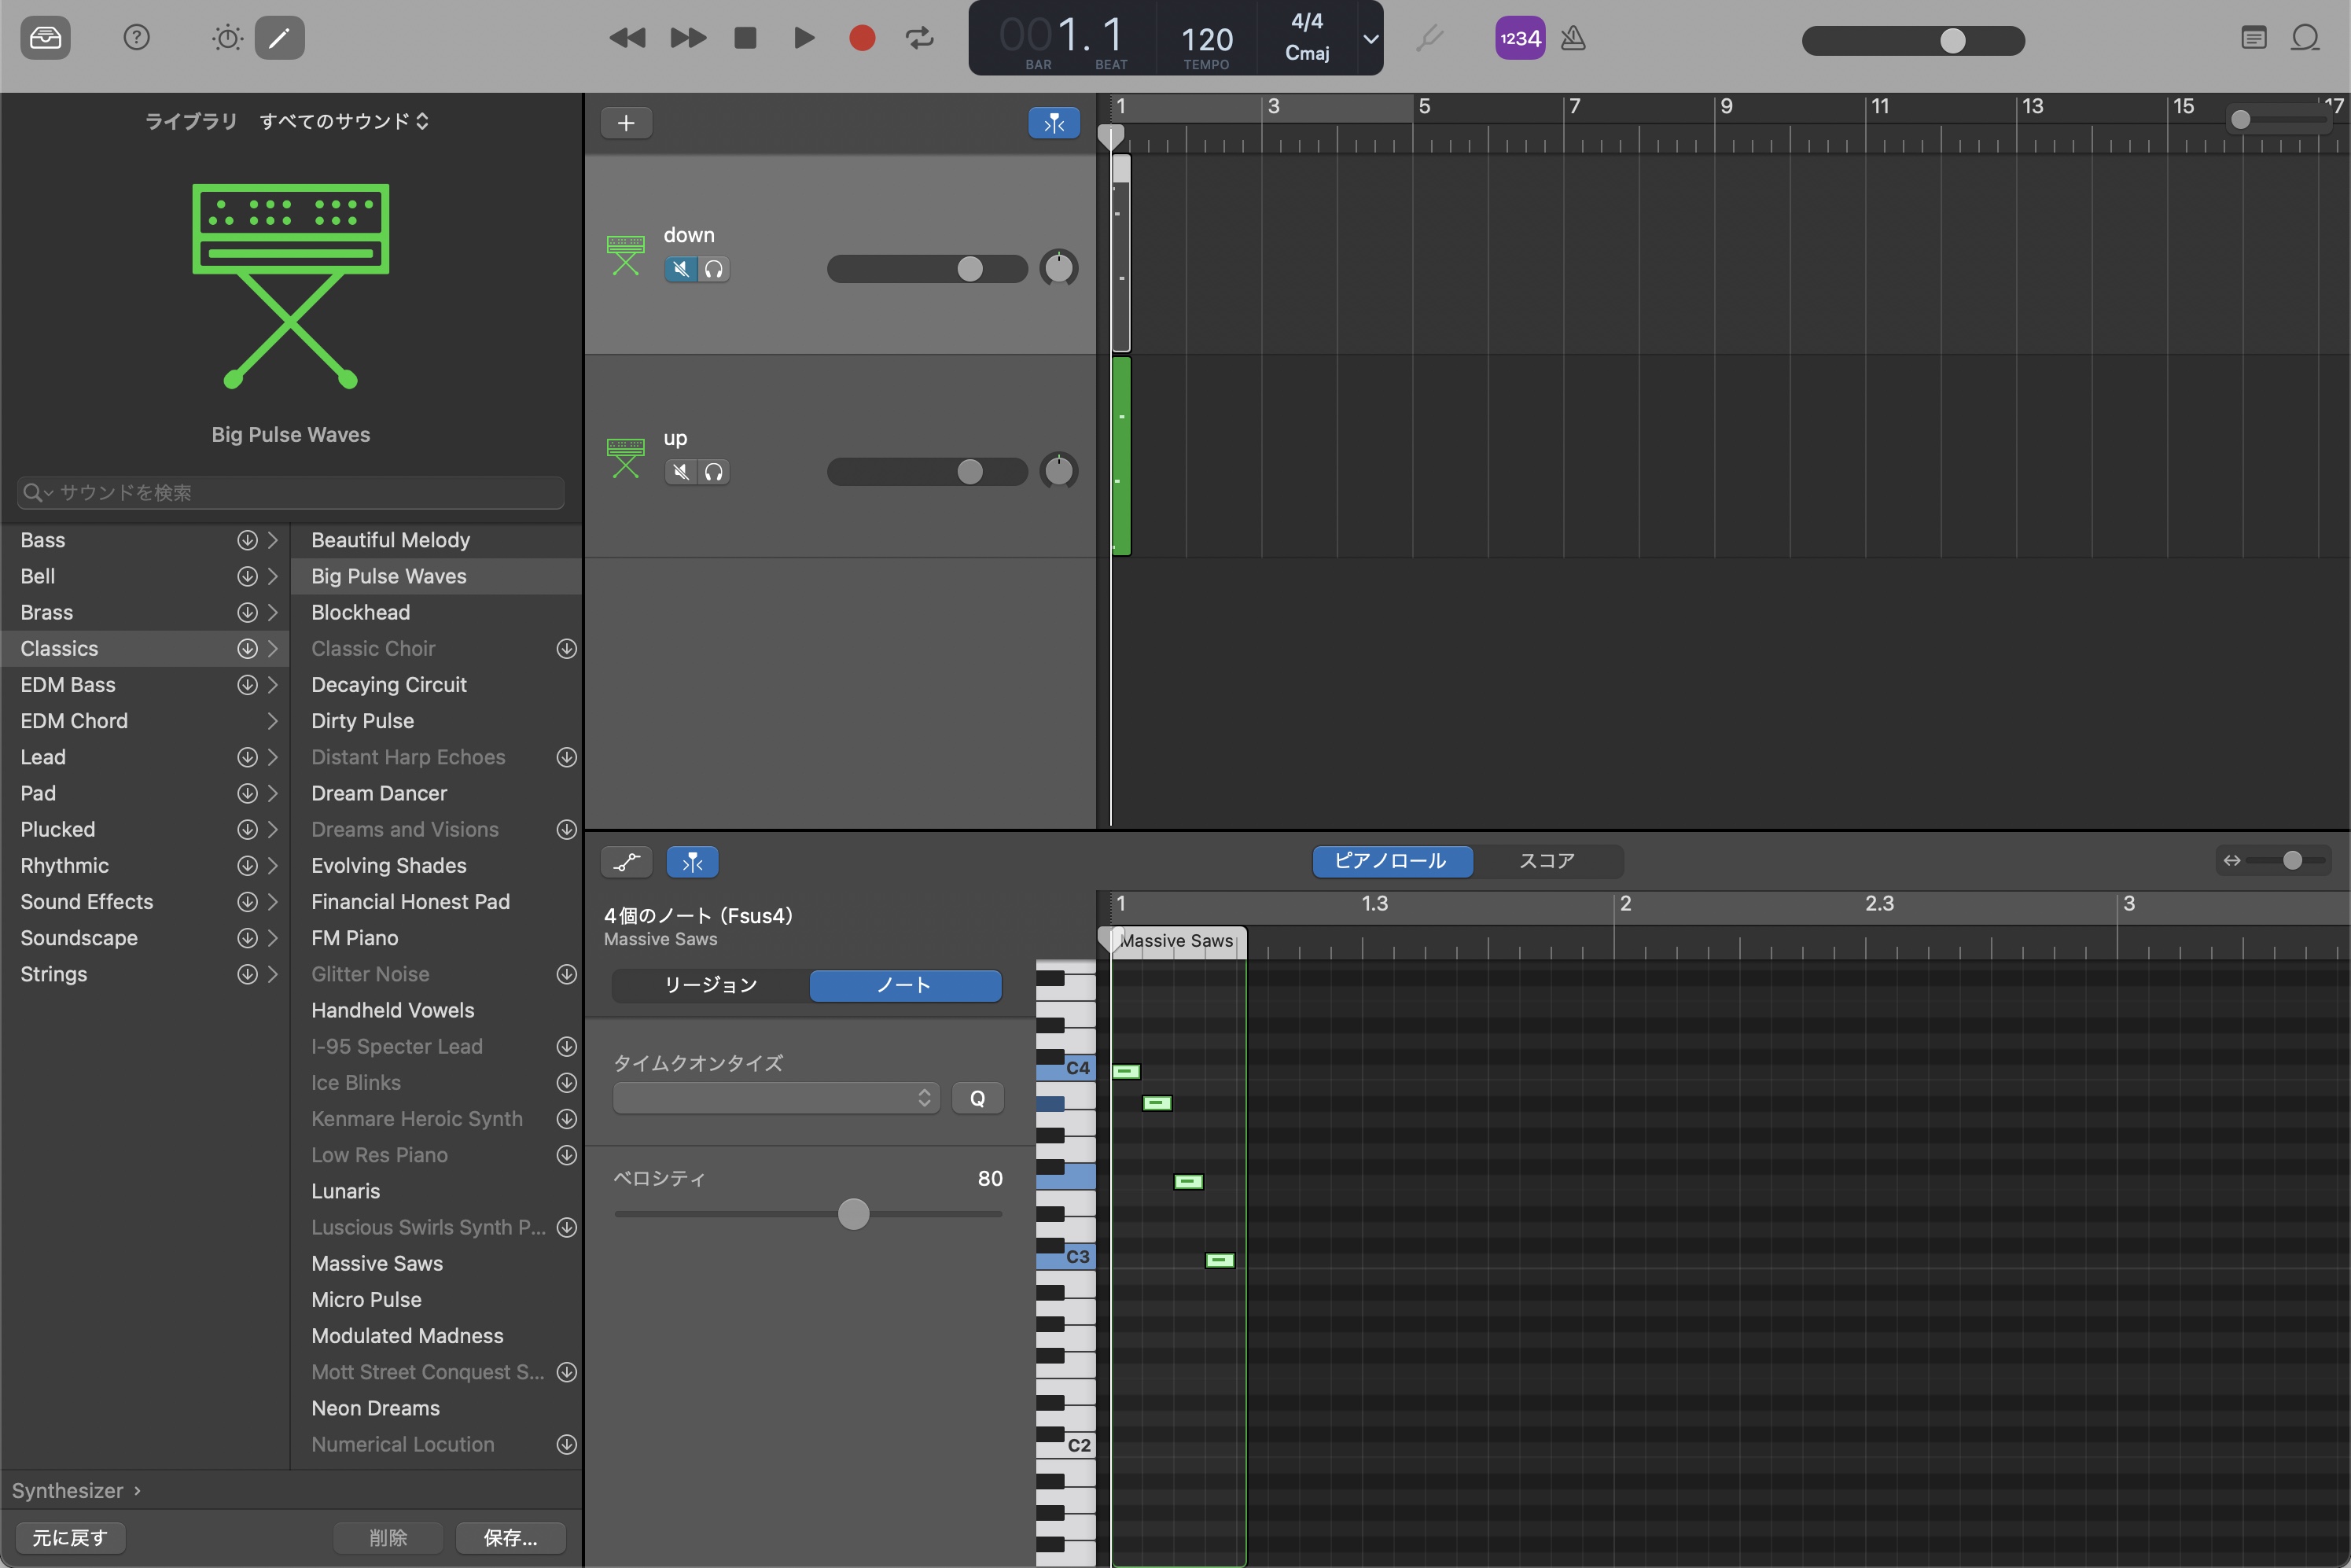 001.1
BAR
BEAT
120
TEMPO
4/4
Cmaj
1234
ライブラリ すべてのサウンド
Big Pulse Waves
サウンドを検索
Bass
Bell
Brass
Classics
EDM Bass
EDM Chord
Lead
Pad
Plucked
Rhythmic
Sound Effects
Soundscape
Strings
Beautiful Melody
Big Pulse Waves
Blockhead
Classic Choir
Decaying Circuit
Dirty Pulse
Distant Harp Echoes
Dream Dancer
Dreams and Visions
Evolving Shades
Financial Honest Pad
FM Piano
Glitter Noise
Handheld Vowels
I-95 Specter Lead
Ice Blinks
Kenmare Heroic Synth
Low Res Piano
Lunaris
Luscious Swirls Synth P...
Massive Saws
Micro Pulse
Modulated Madness
Mott Street Conquest S...
Neon Dreams
Numerical Locution
Synthesizer
元に戻す
削除
保存...
1 3 5 7 9 11 13 15 17
down
up
ピアノロール スコア
4個のノート (Fsus4)
Massive Saws
リージョン ノート
タイムクオンタイズ
Q
ベロシティ 80
1 1.3 2 2.3 3
Massive Saws
C4
C3
C2